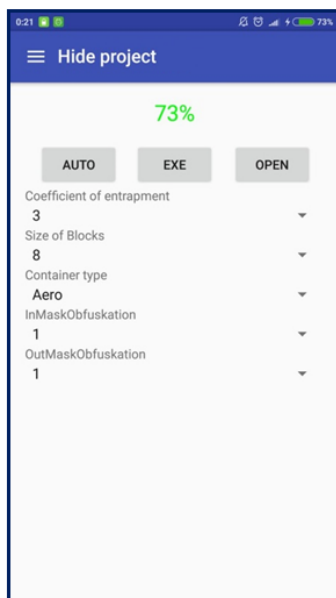 0:21 73%
Hide project
73%
AUTO EXE OPEN
Coefficient of entrapment
3
Size of Blocks
8
Container type
Aero
InMaskObfuskation
1
OutMaskObfuskation
1